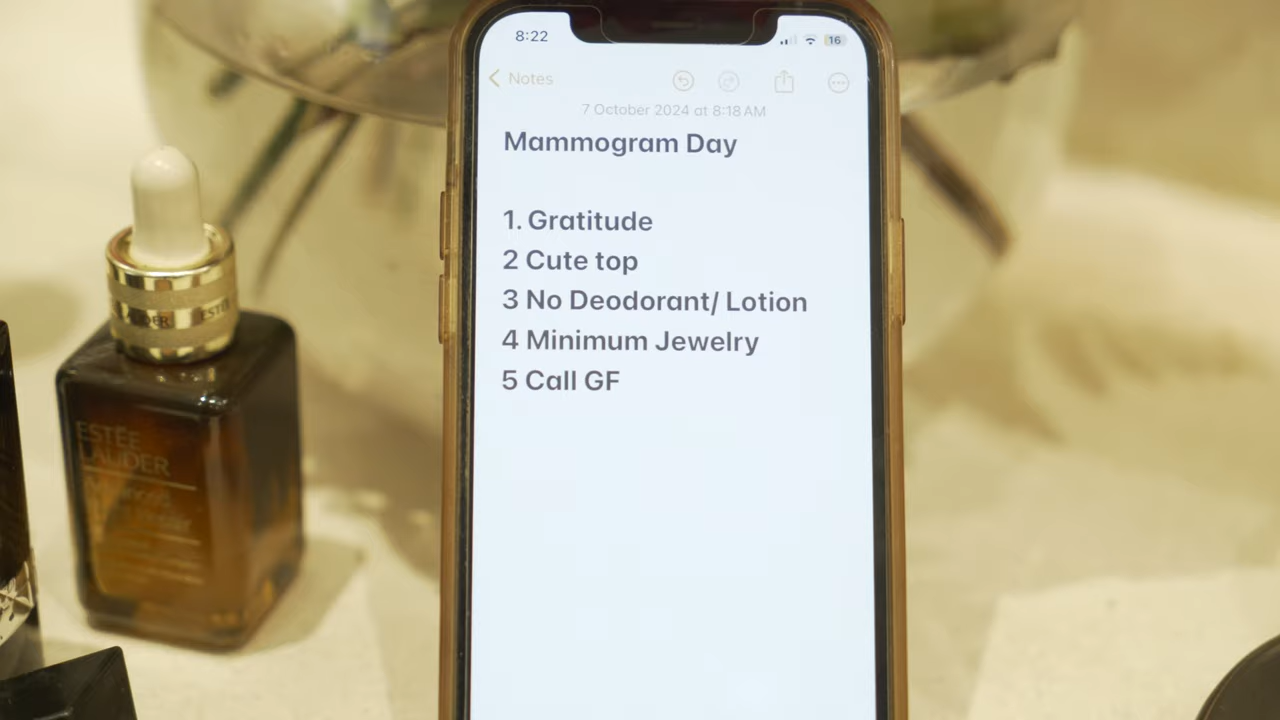 8:22
16
Notes
7 October 2024 at 8:18 AM
Mammogram Day
1. Gratitude
2 Cute top
3 No Deodorant/ Lotion
4 Minimum Jewelry
5 Call GF
ESTÉE
LAUDER